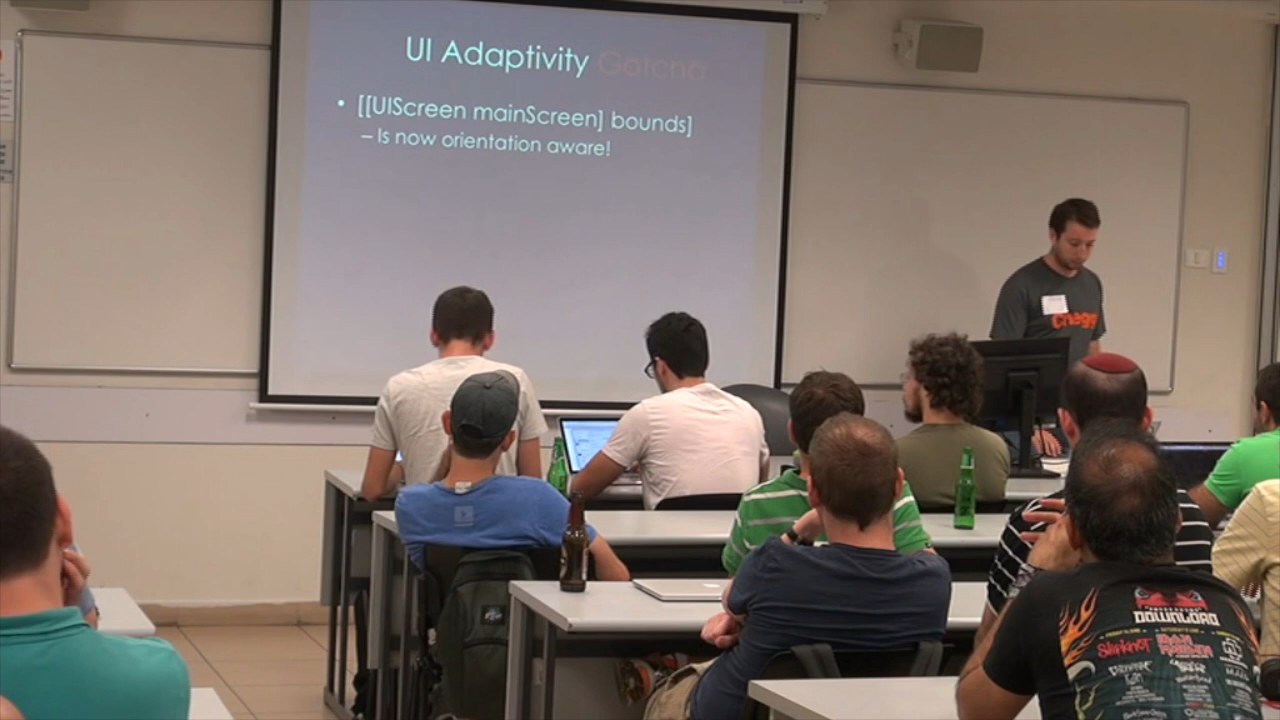 UI Adaptivity Gotcha
• [[UIScreen mainScreen] bounds]
– Is now orientation aware!
Chegg
DOWNLOAD
SLIPKNOT
IRON
MAIDEN